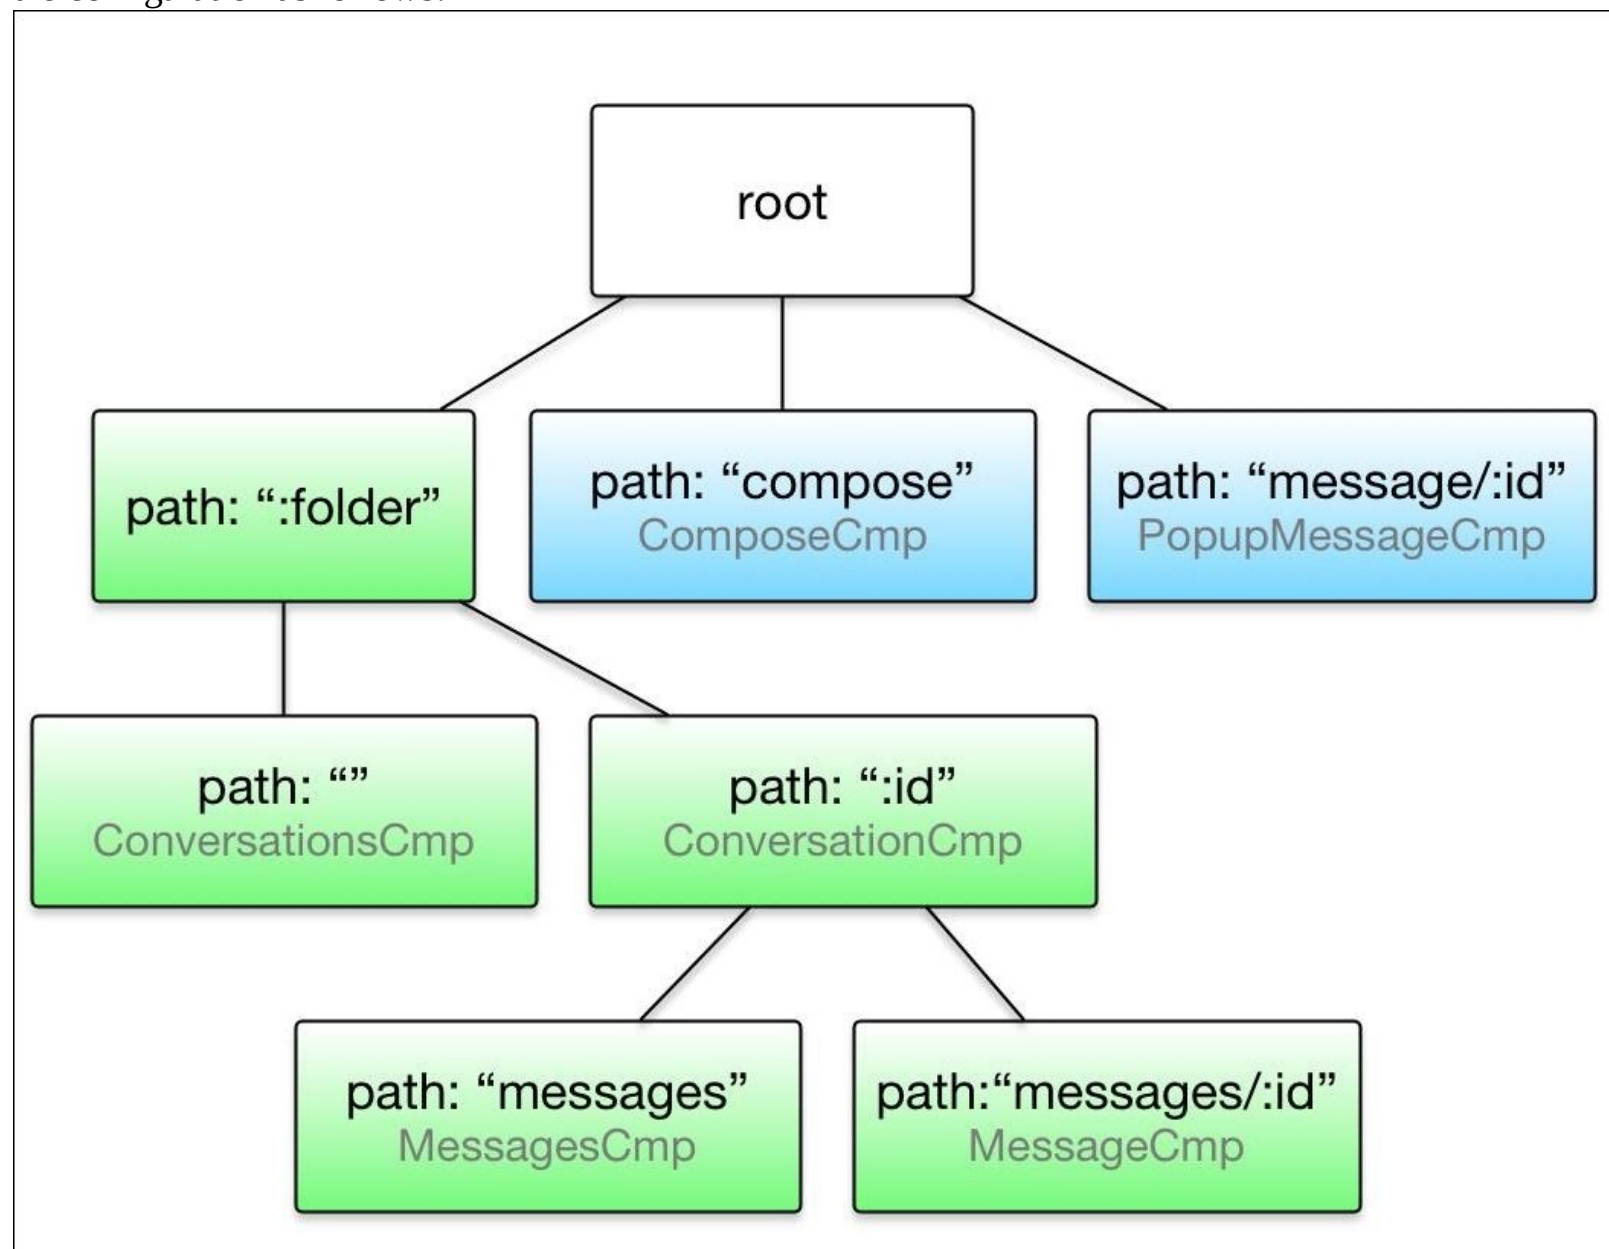 root
path: “:folder”
path: “compose”
ComposeCmp
path: “message/:id”
PopupMessageCmp
path: “”
ConversationsCmp
path: “:id”
ConversationCmp
path: “messages”
MessagesCmp
path:“messages/:id”
MessageCmp